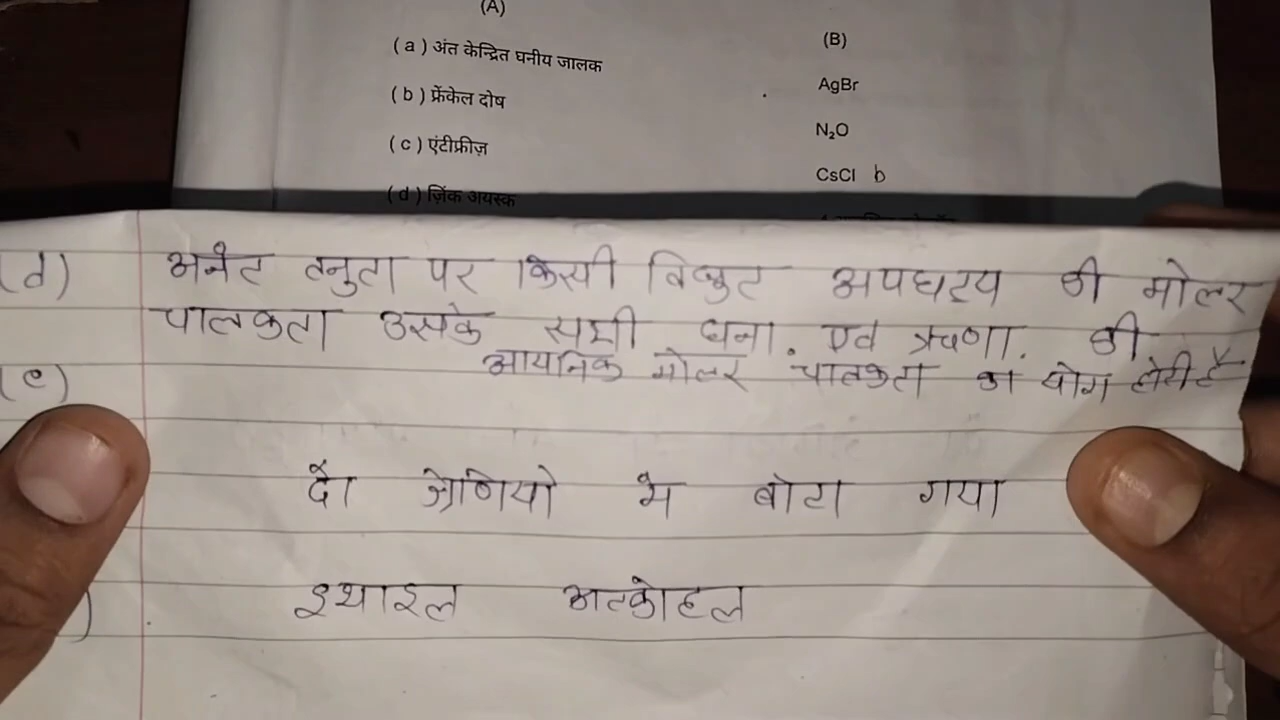 (A)
(B)
( a ) अंत केन्द्रित घनीय जालक
AgBr
( b ) फ्रेंकेल दोष
N₂O
( c ) एंटीफ्रीज़
CsCl b
( d ) ज़िंक अयस्क
(d) अनंत तनुता पर किसी विद्युत अपघट्य की मोलर
चालकता उसके सभी धना. एवं ऋणा. की
आयनिक मोलर चालकता का योग होती है
(e)
दो श्रेणियो मे बांटा गया
इथाइल अल्कोहल